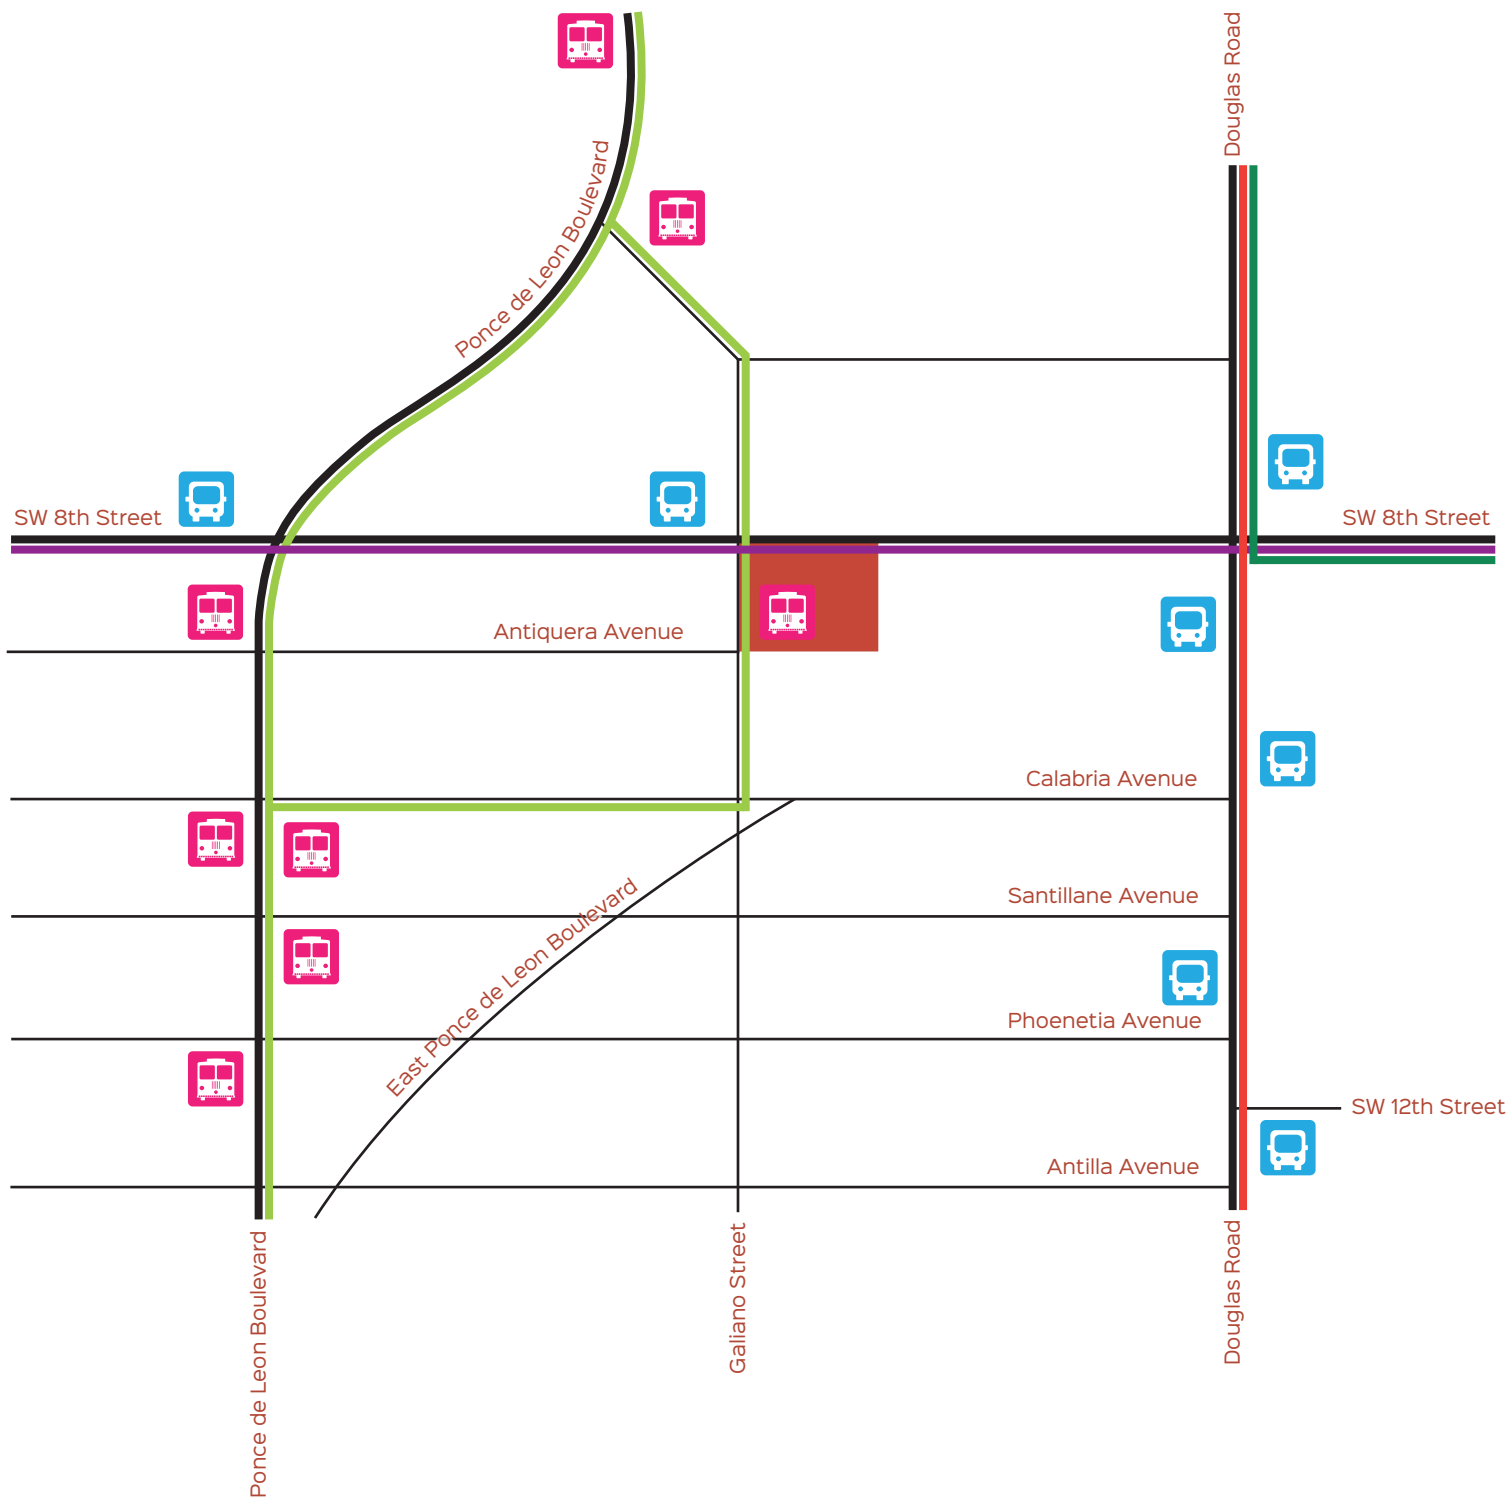 Douglas Road
Ponce de Leon Boulevard
SW 8th Street
SW 8th Street
Antiquera Avenue
Calabria Avenue
Santillane Avenue
East Ponce de Leon Boulevard
Phoenetia Avenue
SW 12th Street
Antilla Avenue
Ponce de Leon Boulevard
Galiano Street
Douglas Road